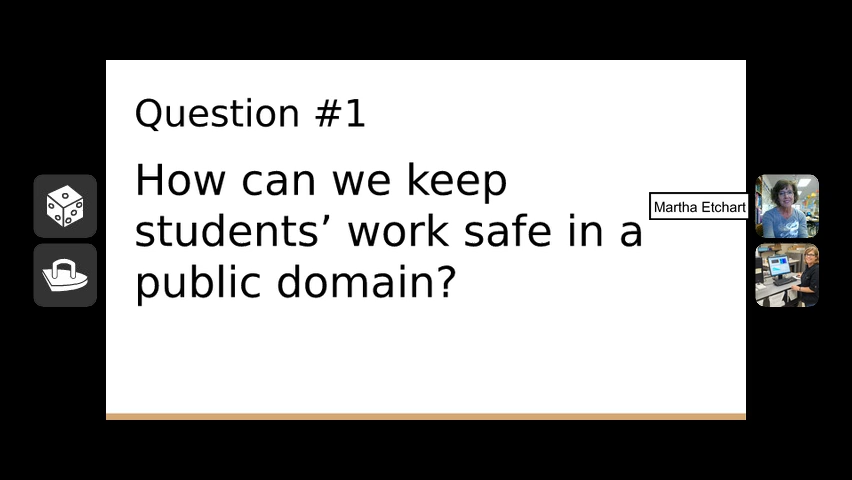 Question #1
How can we keep
students’ work safe in a
public domain?
Martha Etchart